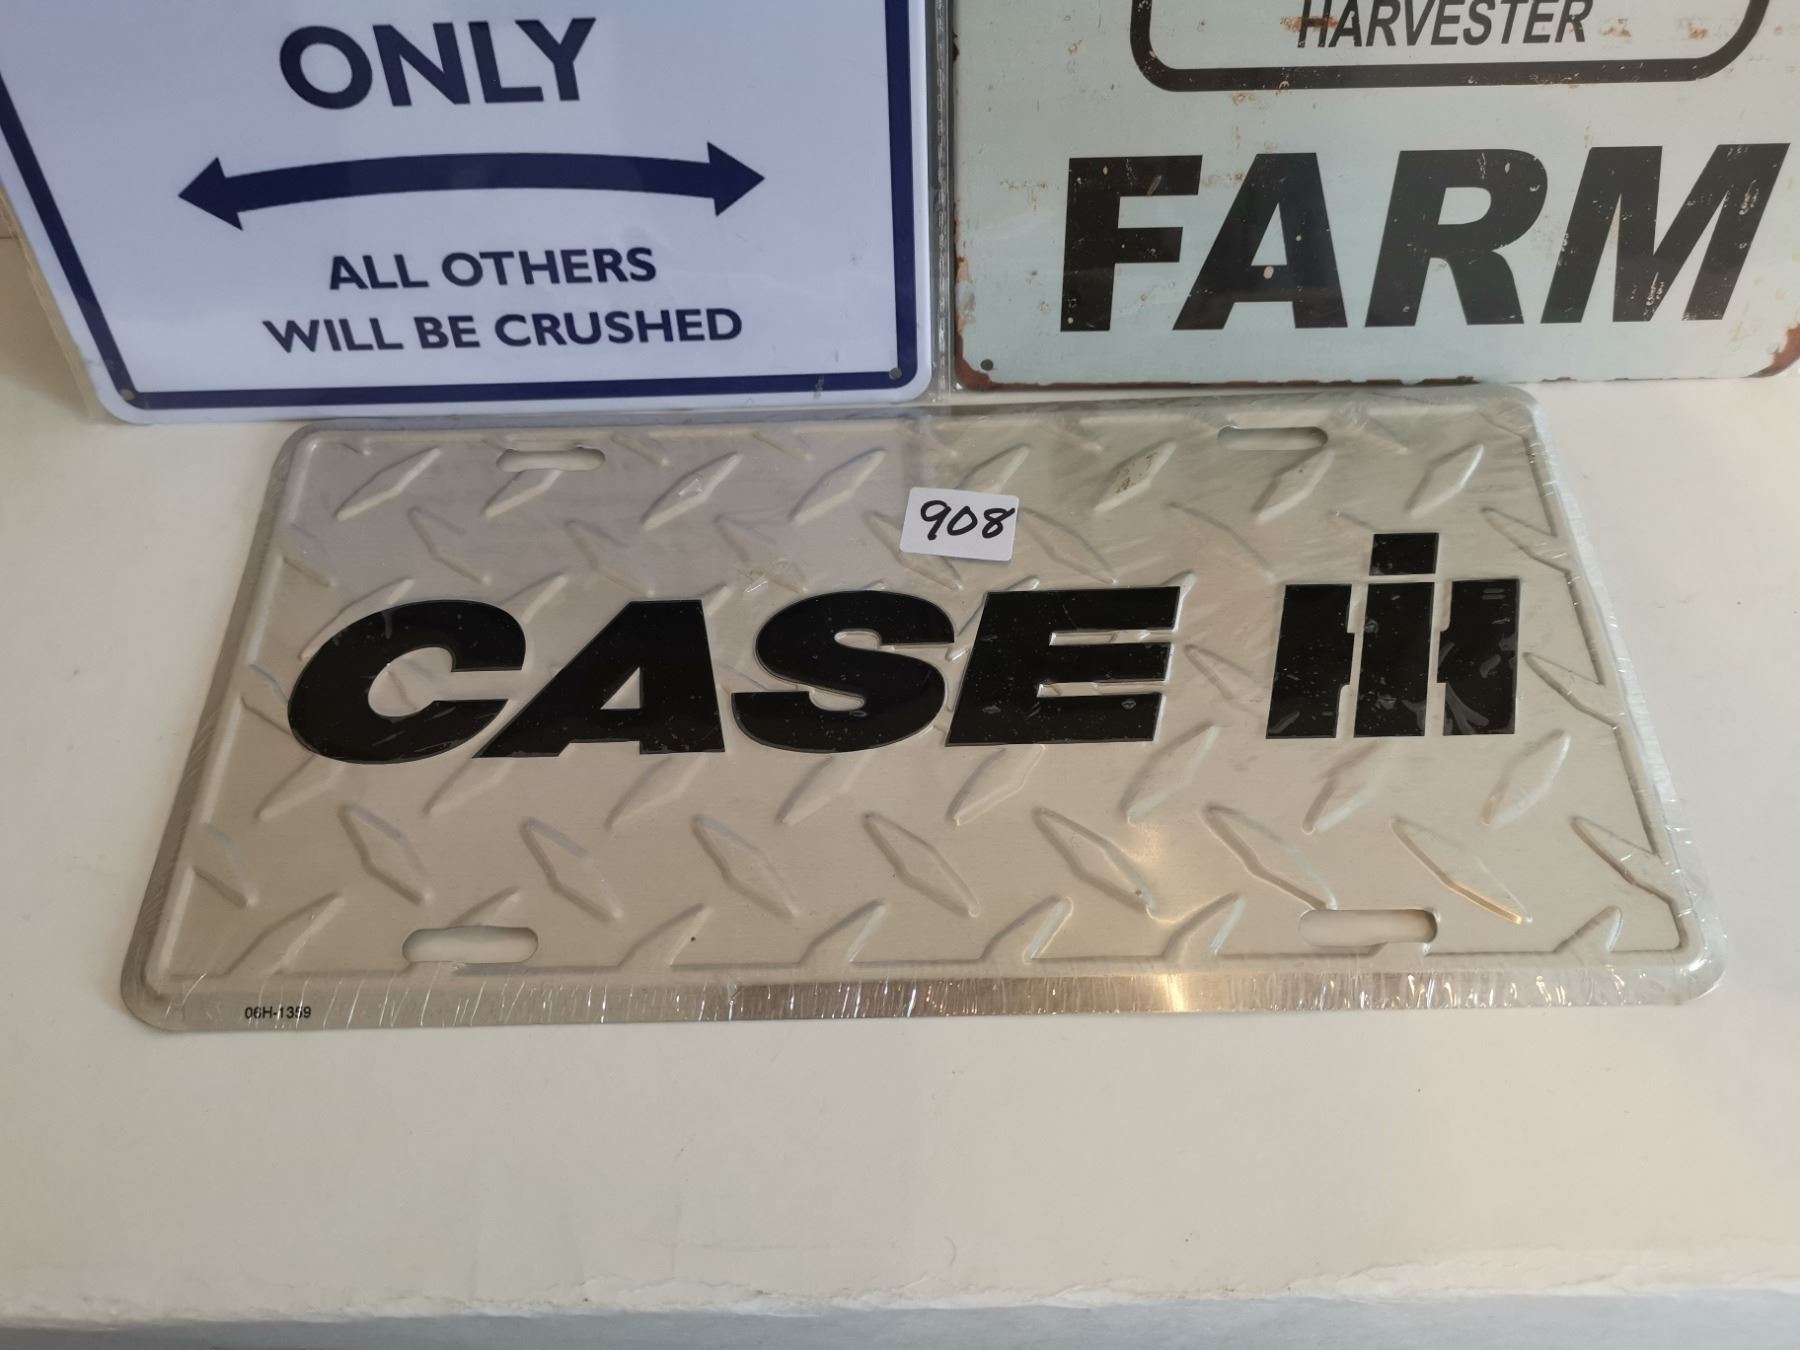 ONLY
ALL OTHERS
WILL BE CRUSHED
HARVESTER
FARM
908
CASE IH
06H-1359